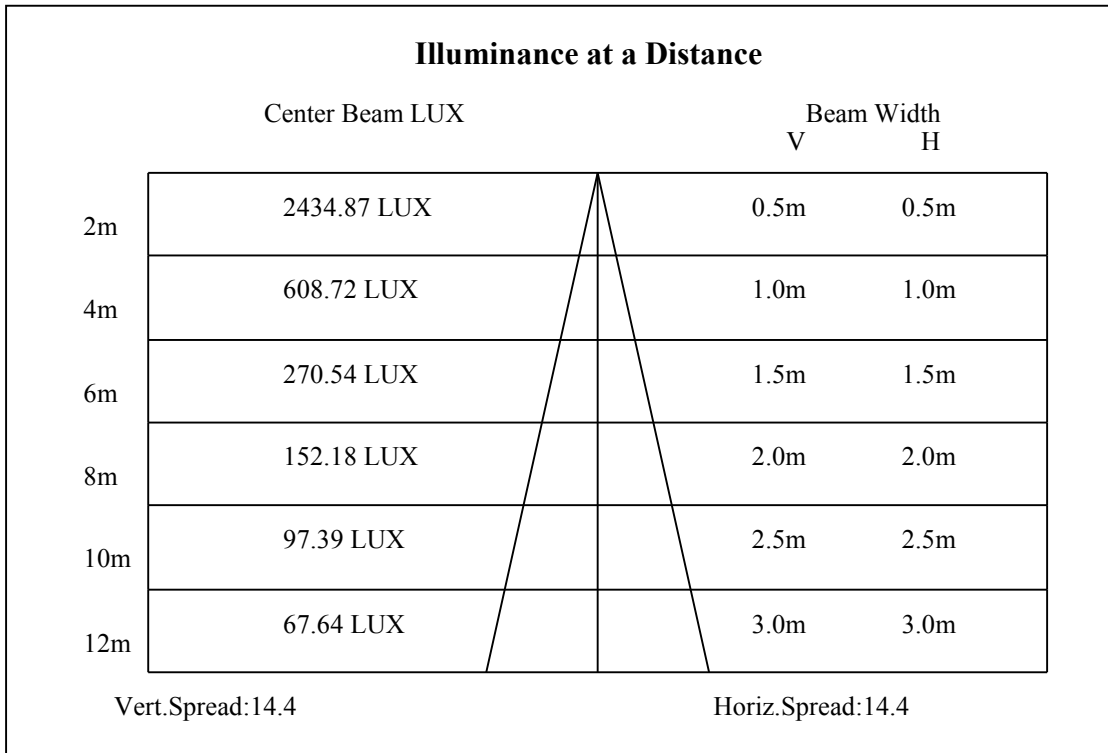 Illuminance at a Distance
Center Beam LUX Beam Width
V H
2m 2434.87 LUX 0.5m 0.5m
4m 608.72 LUX 1.0m 1.0m
6m 270.54 LUX 1.5m 1.5m
8m 152.18 LUX 2.0m 2.0m
10m 97.39 LUX 2.5m 2.5m
12m 67.64 LUX 3.0m 3.0m
Vert.Spread:14.4 Horiz.Spread:14.4